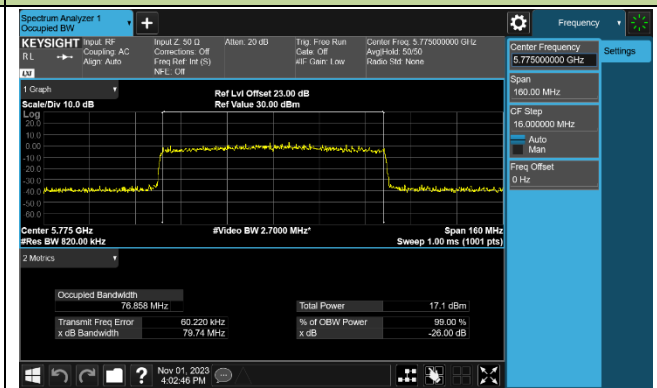 Spectrum Analyzer 1
Occupied BW
+
Frequency
KEYSIGHT
RL
LXI
Input: RF
Coupling: AC
Align: Auto
Input Z: 50 Ω
Corrections: Off
Freq Ref: Int (S)
NFE: Off
Atten: 20 dB
Trig: Free Run
Gate: Off
#IF Gain: Low
Center Freq: 5.775000000 GHz
Avg|Hold: 50/50
Radio Std: None
Center Frequency
5.775000000 GHz
Settings
Span
160.00 MHz
CF Step
16.000000 MHz
Auto
Man
Freq Offset
0 Hz
1 Graph
Scale/Div 10.0 dB
Ref Lvl Offset 23.00 dB
Ref Value 30.00 dBm
Log
20.0
10.0
0.00
-10.0
-20.0
-30.0
-40.0
-50.0
-60.0
Center 5.775 GHz
#Video BW 2.7000 MHz*
Span 160 MHz
#Res BW 820.00 kHz
Sweep 1.00 ms (1001 pts)
2 Metrics
Occupied Bandwidth
76.858 MHz
Total Power 17.1 dBm
Transmit Freq Error 60.220 kHz
% of OBW Power 99.00 %
x dB Bandwidth 79.74 MHz
x dB -26.00 dB
?
Nov 01, 2023
4:02:46 PM